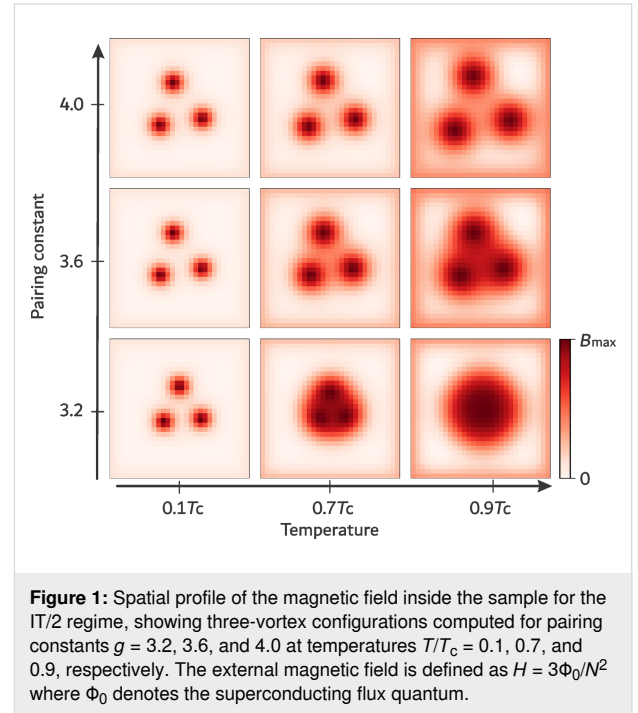 4.0
3.6
3.2
Pairing constant
Bmax
0
0.1Tc
0.7Tc
0.9Tc
Temperature
Figure 1: Spatial profile of the magnetic field inside the sample for the
IT/2 regime, showing three-vortex configurations computed for pairing
constants g = 3.2, 3.6, and 4.0 at temperatures T/Tc = 0.1, 0.7, and
0.9, respectively. The external magnetic field is defined as H = 3Φ0/N²
where Φ0 denotes the superconducting flux quantum.